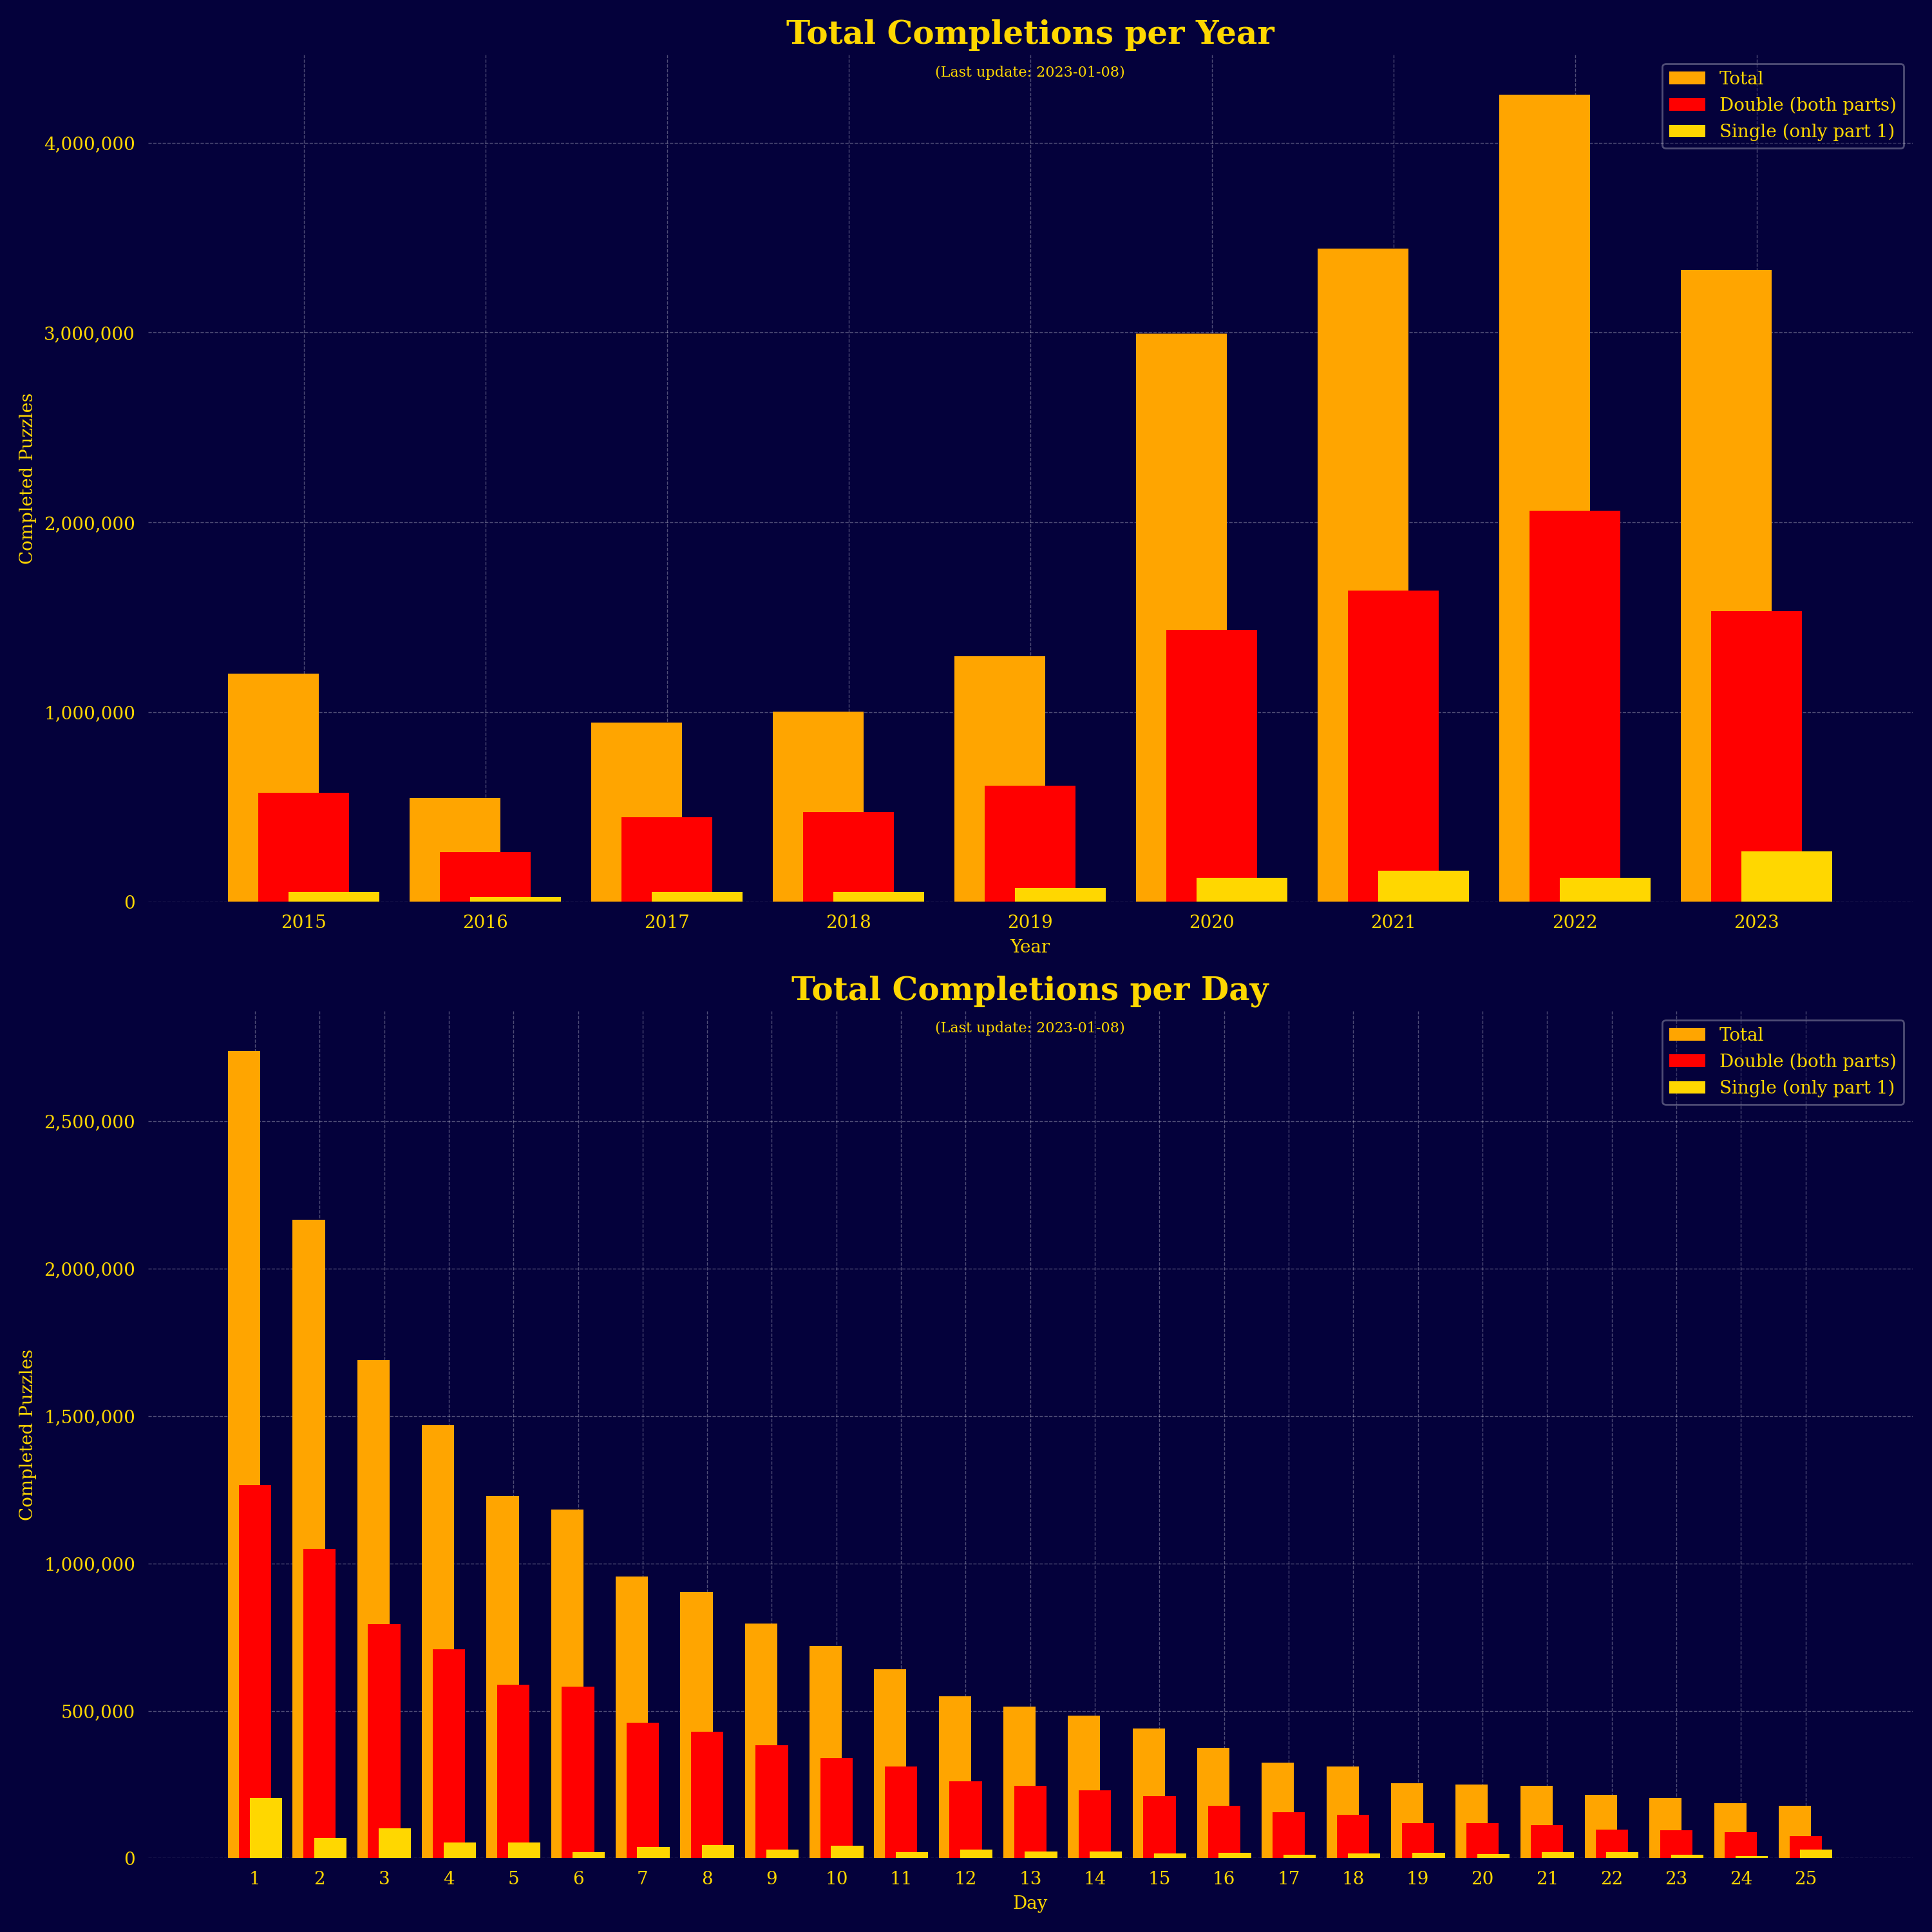 Total Completions per Year
(Last update: 2023-01-08)
Total
Double (both parts)
Single (only part 1)
Completed Puzzles
4,000,000
3,000,000
2,000,000
1,000,000
0
2015 2016 2017 2018 2019 2020 2021 2022 2023
Year
Total Completions per Day
(Last update: 2023-01-08)
Total
Double (both parts)
Single (only part 1)
Completed Puzzles
2,500,000
2,000,000
1,500,000
1,000,000
500,000
0
1 2 3 4 5 6 7 8 9 10 11 12 13 14 15 16 17 18 19 20 21 22 23 24 25
Day